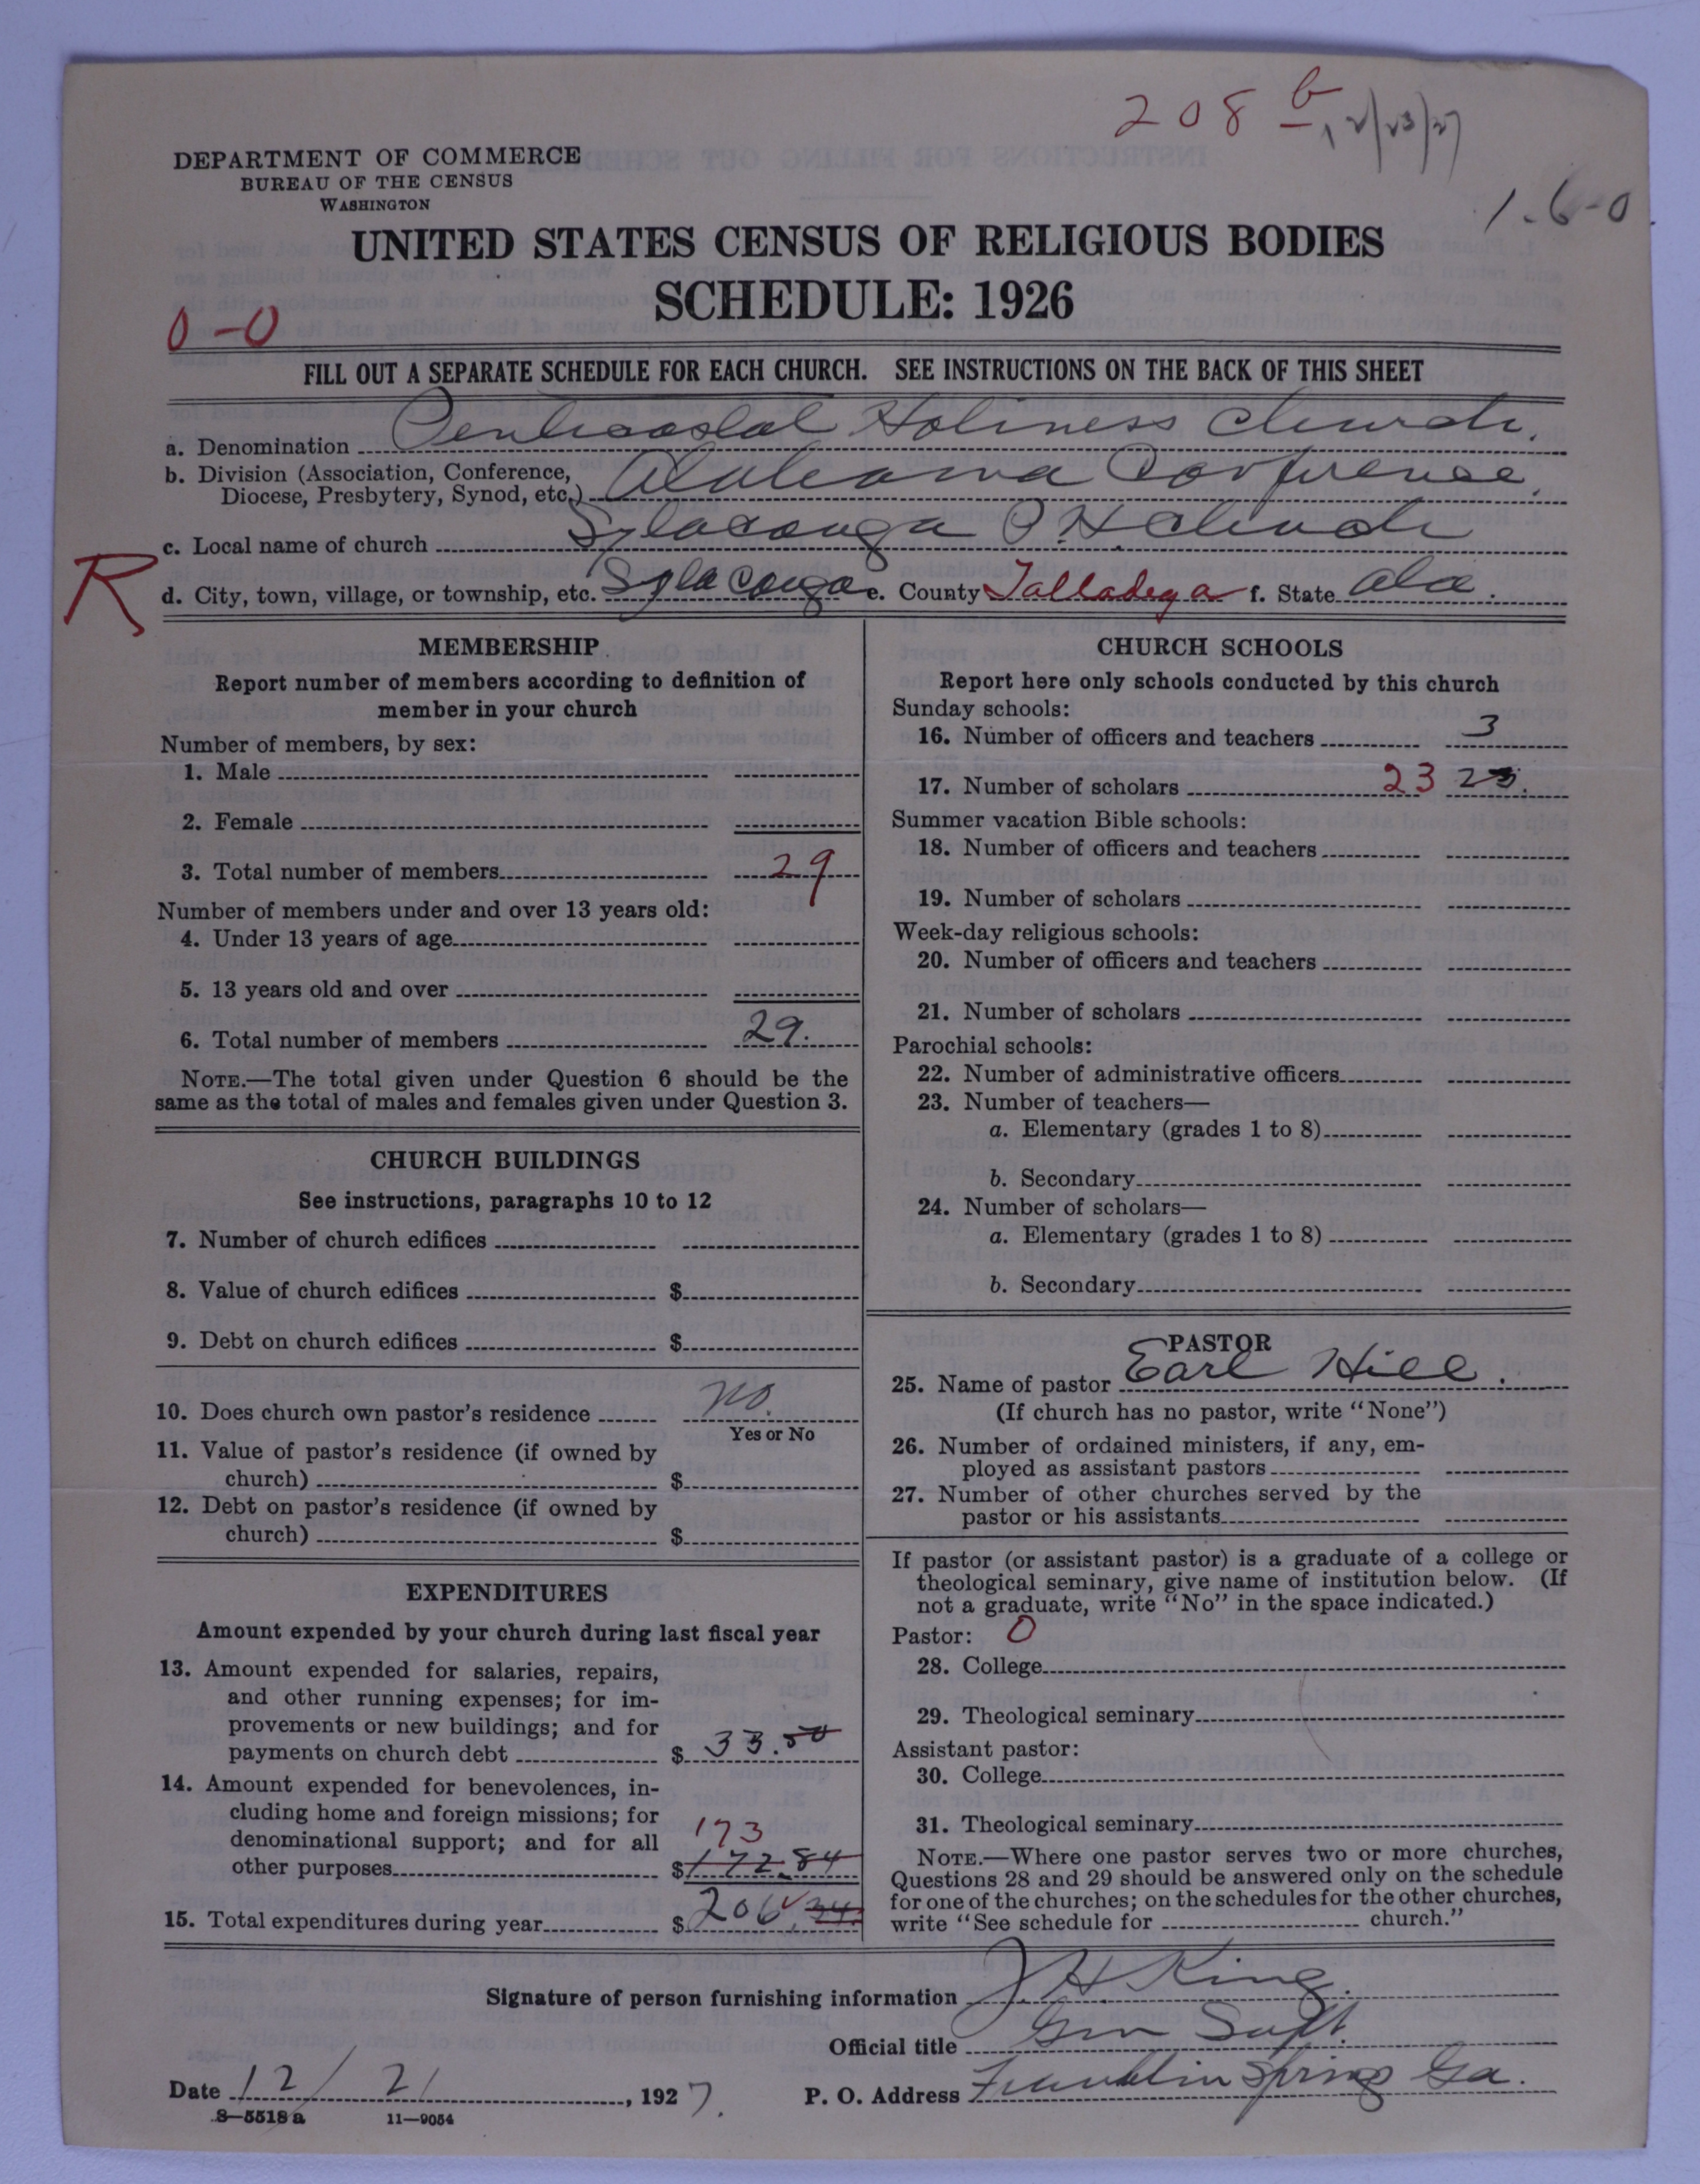 208 b 12/23/27
DEPARTMENT OF COMMERCE
BUREAU OF THE CENSUS
WASHINGTON
1-6-0
UNITED STATES CENSUS OF RELIGIOUS BODIES
SCHEDULE: 1926
0-0
FILL OUT A SEPARATE SCHEDULE FOR EACH CHURCH. SEE INSTRUCTIONS ON THE BACK OF THIS SHEET
a. Denomination Pentecostal Holiness Church.
b. Division (Association, Conference,
Diocese, Presbytery, Synod, etc.) Alabama Conference.
c. Local name of church Sylacauga P. H. Church
R
d. City, town, village, or township, etc. Sylacauga e. County Talladega f. State Ala.
MEMBERSHIP
Report number of members according to definition of
member in your church
Number of members, by sex:
1. Male
2. Female
3. Total number of members 29
Number of members under and over 13 years old:
4. Under 13 years of age
5. 13 years old and over
6. Total number of members 29.
NOTE.—The total given under Question 6 should be the
same as the total of males and females given under Question 3.
CHURCH BUILDINGS
See instructions, paragraphs 10 to 12
7. Number of church edifices
8. Value of church edifices $
9. Debt on church edifices $
10. Does church own pastor's residence No.
Yes or No
11. Value of pastor's residence (if owned by
church) $
12. Debt on pastor's residence (if owned by
church) $
EXPENDITURES
Amount expended by your church during last fiscal year
13. Amount expended for salaries, repairs,
and other running expenses; for im-
provements or new buildings; and for
payments on church debt $ 33.50
14. Amount expended for benevolences, in-
cluding home and foreign missions; for
denominational support; and for all 173
other purposes $172.84
15. Total expenditures during year $206.34
CHURCH SCHOOLS
Report here only schools conducted by this church
Sunday schools:
16. Number of officers and teachers 3
17. Number of scholars 23 23.
Summer vacation Bible schools:
18. Number of officers and teachers
19. Number of scholars
Week-day religious schools:
20. Number of officers and teachers
21. Number of scholars
Parochial schools:
22. Number of administrative officers
23. Number of teachers—
a. Elementary (grades 1 to 8)
b. Secondary
24. Number of scholars—
a. Elementary (grades 1 to 8)
b. Secondary
PASTOR
25. Name of pastor Earl Hill.
(If church has no pastor, write "None")
26. Number of ordained ministers, if any, em-
ployed as assistant pastors
27. Number of other churches served by the
pastor or his assistants
If pastor (or assistant pastor) is a graduate of a college or
theological seminary, give name of institution below. (If
not a graduate, write "No" in the space indicated.)
Pastor: 0
28. College
29. Theological seminary
Assistant pastor:
30. College
31. Theological seminary
NOTE.—Where one pastor serves two or more churches,
Questions 28 and 29 should be answered only on the schedule
for one of the churches; on the schedules for the other churches,
write "See schedule for church."
Signature of person furnishing information J. H. King.
Official title Gen Supt.
Date 12/21, 1927. P. O. Address Franklin Springs Ga.
8—5518a 11—9054